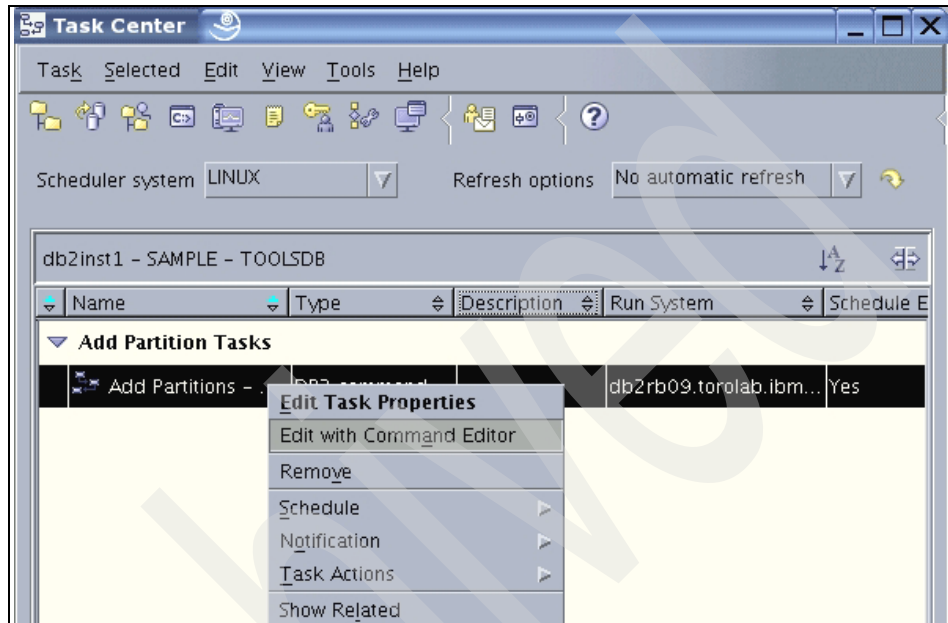 Task Center
Task Selected Edit View Tools Help
Scheduler system LINUX Refresh options No automatic refresh
db2inst1 - SAMPLE - TOOLSDB
Name Type Description Run System Schedule E
Add Partition Tasks
Add Partitions - ... DB2 command db2rb09.torolab.ibm... Yes
Edit Task Properties
Edit with Command Editor
Remove
Schedule
Notification
Task Actions
Show Related